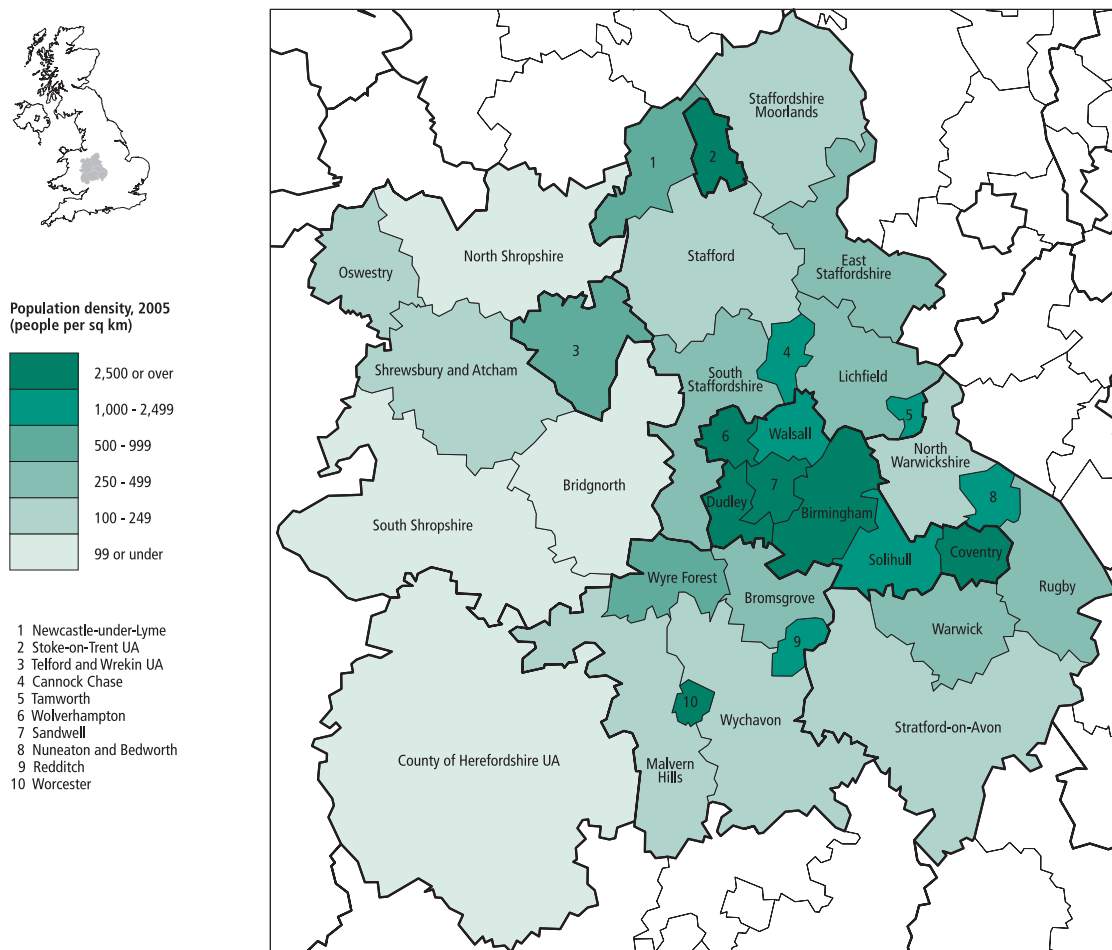 Population density, 2005
(people per sq km)
2,500 or over
1,000 - 2,499
500 - 999
250 - 499
100 - 249
99 or under
1 Newcastle-under-Lyme
2 Stoke-on-Trent UA
3 Telford and Wrekin UA
4 Cannock Chase
5 Tamworth
6 Wolverhampton
7 Sandwell
8 Nuneaton and Bedworth
9 Redditch
10 Worcester
Staffordshire
Moorlands
1
2
North Shropshire
Stafford
Oswestry
East
Staffordshire
3
4
Shrewsbury and Atcham
South
Staffordshire
Lichfield
5
6
Walsall
North
Warwickshire
Bridgnorth
7
8
Dudley
Birmingham
South Shropshire
Solihull
Coventry
Wyre Forest
Rugby
Bromsgrove
Warwick
9
10
Wychavon
Stratford-on-Avon
County of Herefordshire UA
Malvern
Hills